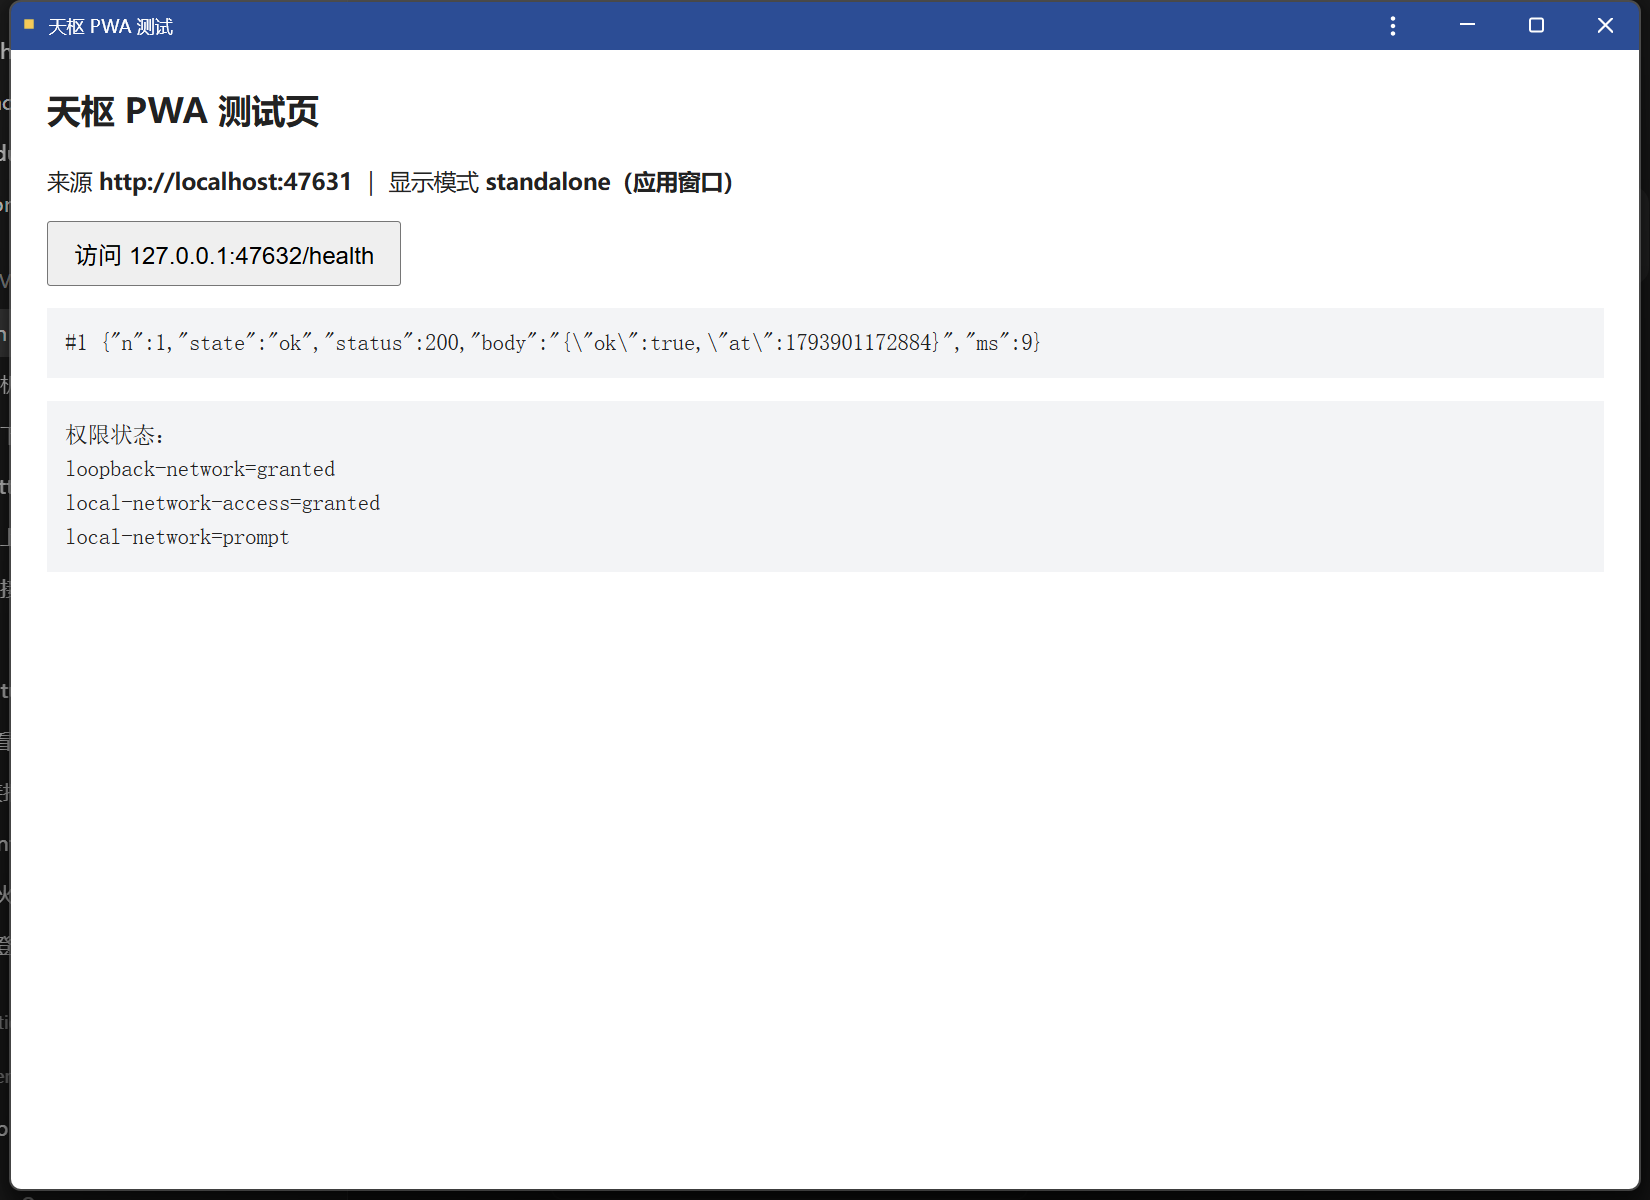 天枢 PWA 测试
天枢 PWA 测试页
来源 http://localhost:47631 | 显示模式 standalone（应用窗口）
访问 127.0.0.1:47632/health
#1 {"n":1,"state":"ok","status":200,"body":"{\"ok\":true,\"at\":1793901172884}","ms":9}
权限状态：
loopback-network=granted
local-network-access=granted
local-network=prompt